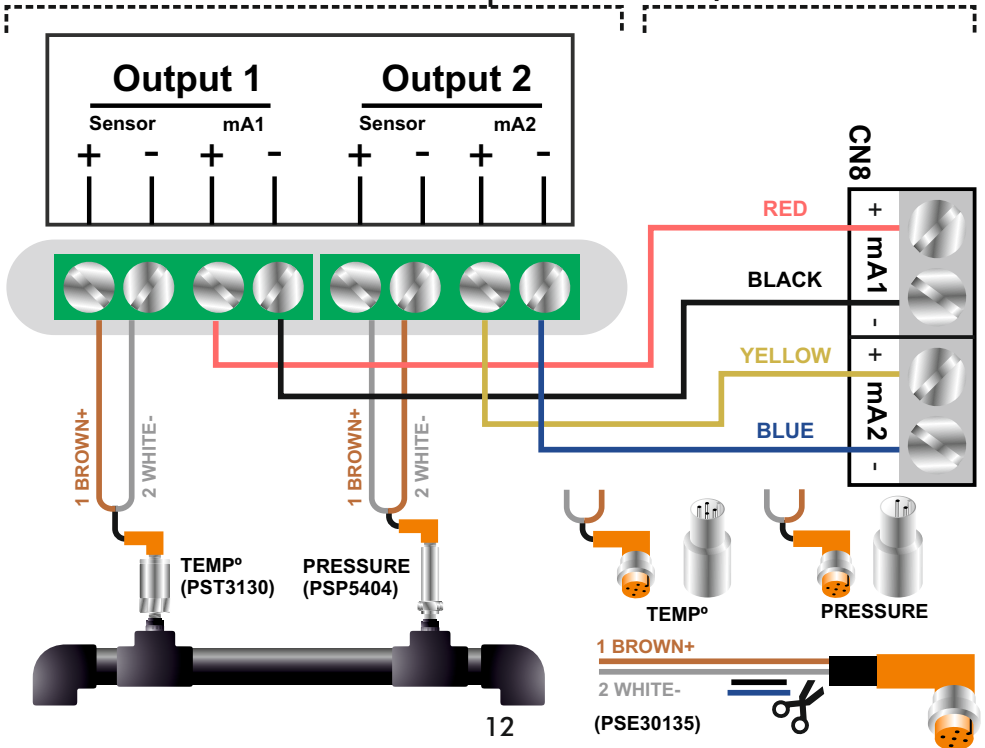 Output 1 Output 2
Sensor mA1 Sensor mA2
+ - + - + - + -
CN8
+ mA1 -
+ mA2 -
RED
BLACK
YELLOW
BLUE
1 BROWN+
2 WHITE-
1 BROWN+
2 WHITE-
TEMPº
(PST3130)
PRESSURE
(PSP5404)
TEMPº
PRESSURE
1 BROWN+
2 WHITE-
(PSE30135)
12